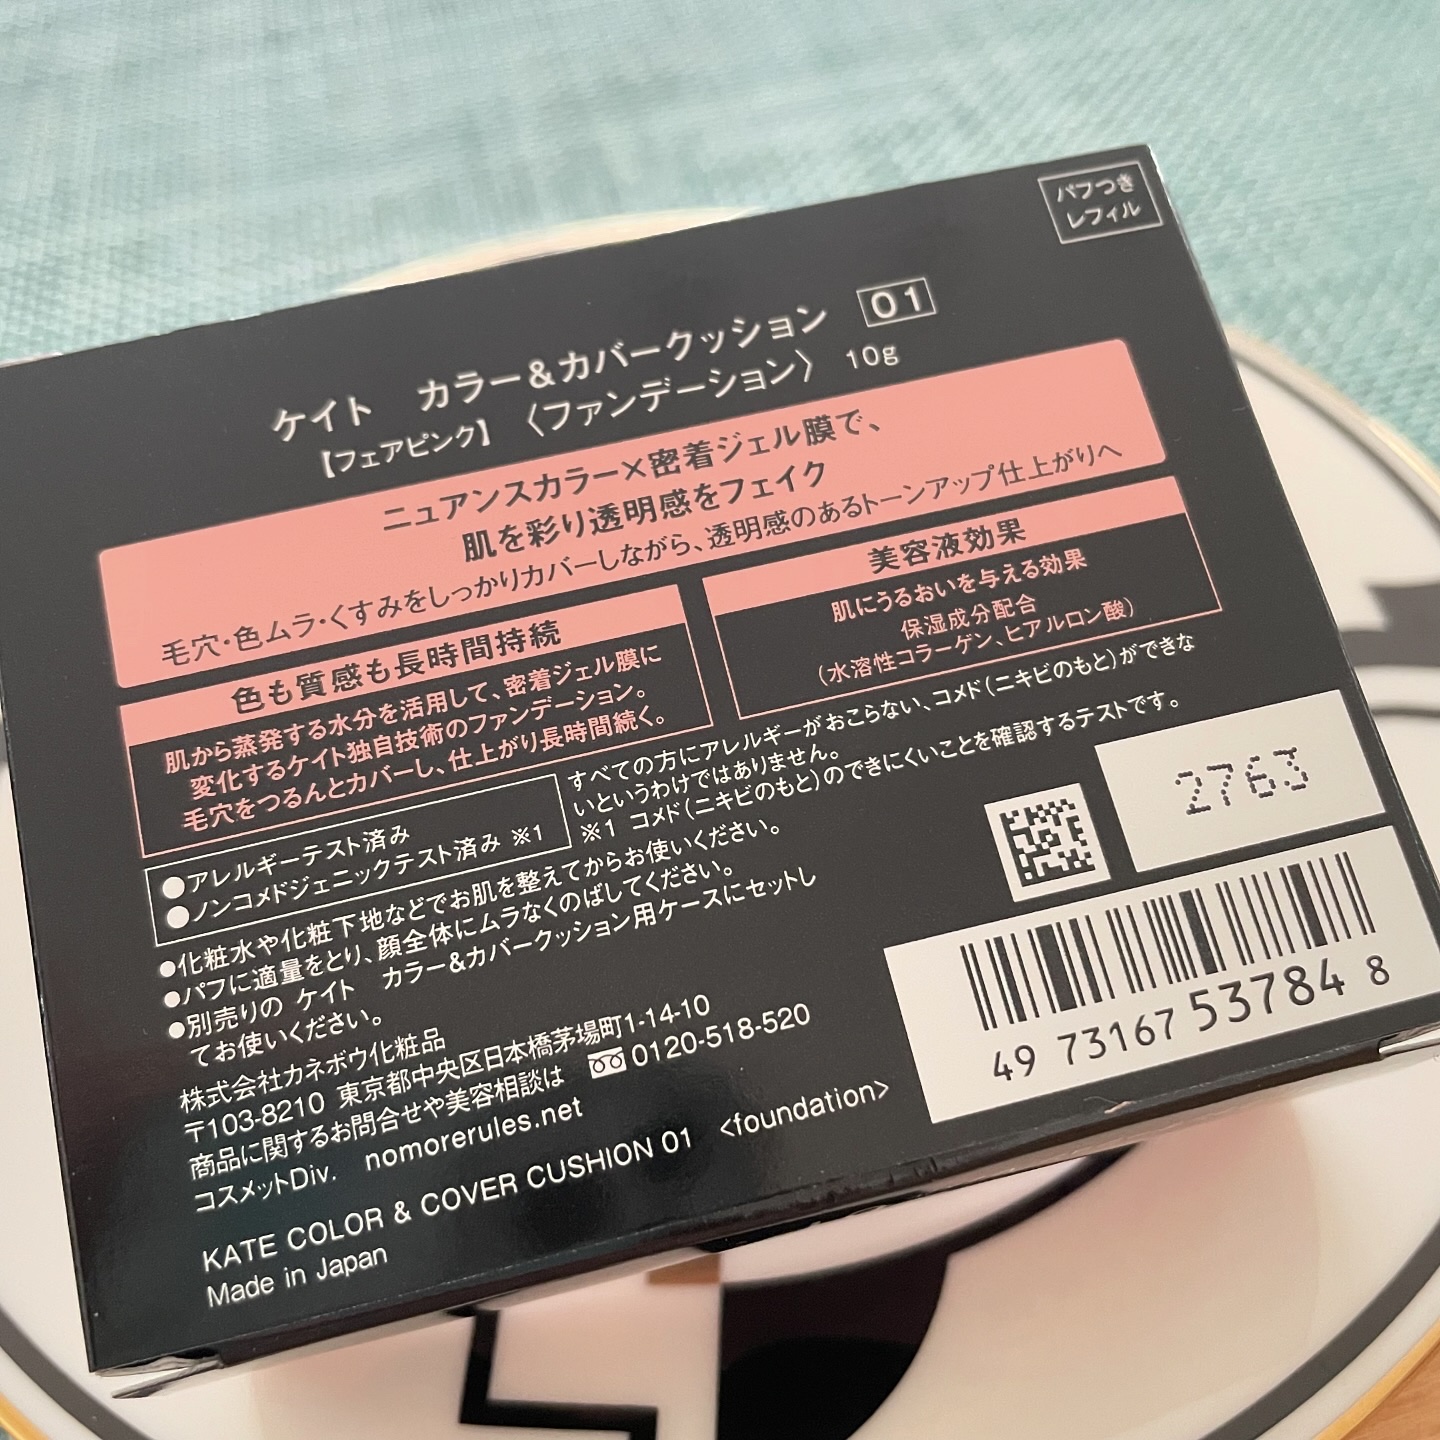 パフつき
レフィル
ケイト カラー&カバークッション 01
【フェアピンク】〈ファンデーション〉 10g
ニュアンスカラー×密着ジェル膜で、
肌を彩り透明感をフェイク
毛穴・色ムラ・くすみをしっかりカバーしながら、透明感のあるトーンアップ仕上がりへ
色も質感も長時間持続
肌から蒸発する水分を活用して、密着ジェル膜に
変化するケイト独自技術のファンデーション。
毛穴をつるんとカバーし、仕上がり長時間続く。
美容液効果
肌にうるおいを与える効果
保湿成分配合
(水溶性コラーゲン、ヒアルロン酸)
●アレルギーテスト済み
●ノンコメドジェニックテスト済み ※1
すべての方にアレルギーがおこらない、コメド(ニキビのもと)ができな
いというわけではありません。
※1 コメド(ニキビのもと)のできにくいことを確認するテストです。
●化粧水や化粧下地などでお肌を整えてからお使いください。
●パフに適量をとり、顔全体にムラなくのばしてください。
●別売りの ケイト カラー&カバークッション用ケースにセットし
てお使いください。
株式会社カネボウ化粧品
〒103-8210 東京都中央区日本橋茅場町1-14-10
商品に関するお問合せや美容相談は 0120-518-520
コスメットDiv. nomorerules.net
KATE COLOR & COVER CUSHION 01 <foundation>
Made in Japan
2763
49 73167 53784 8